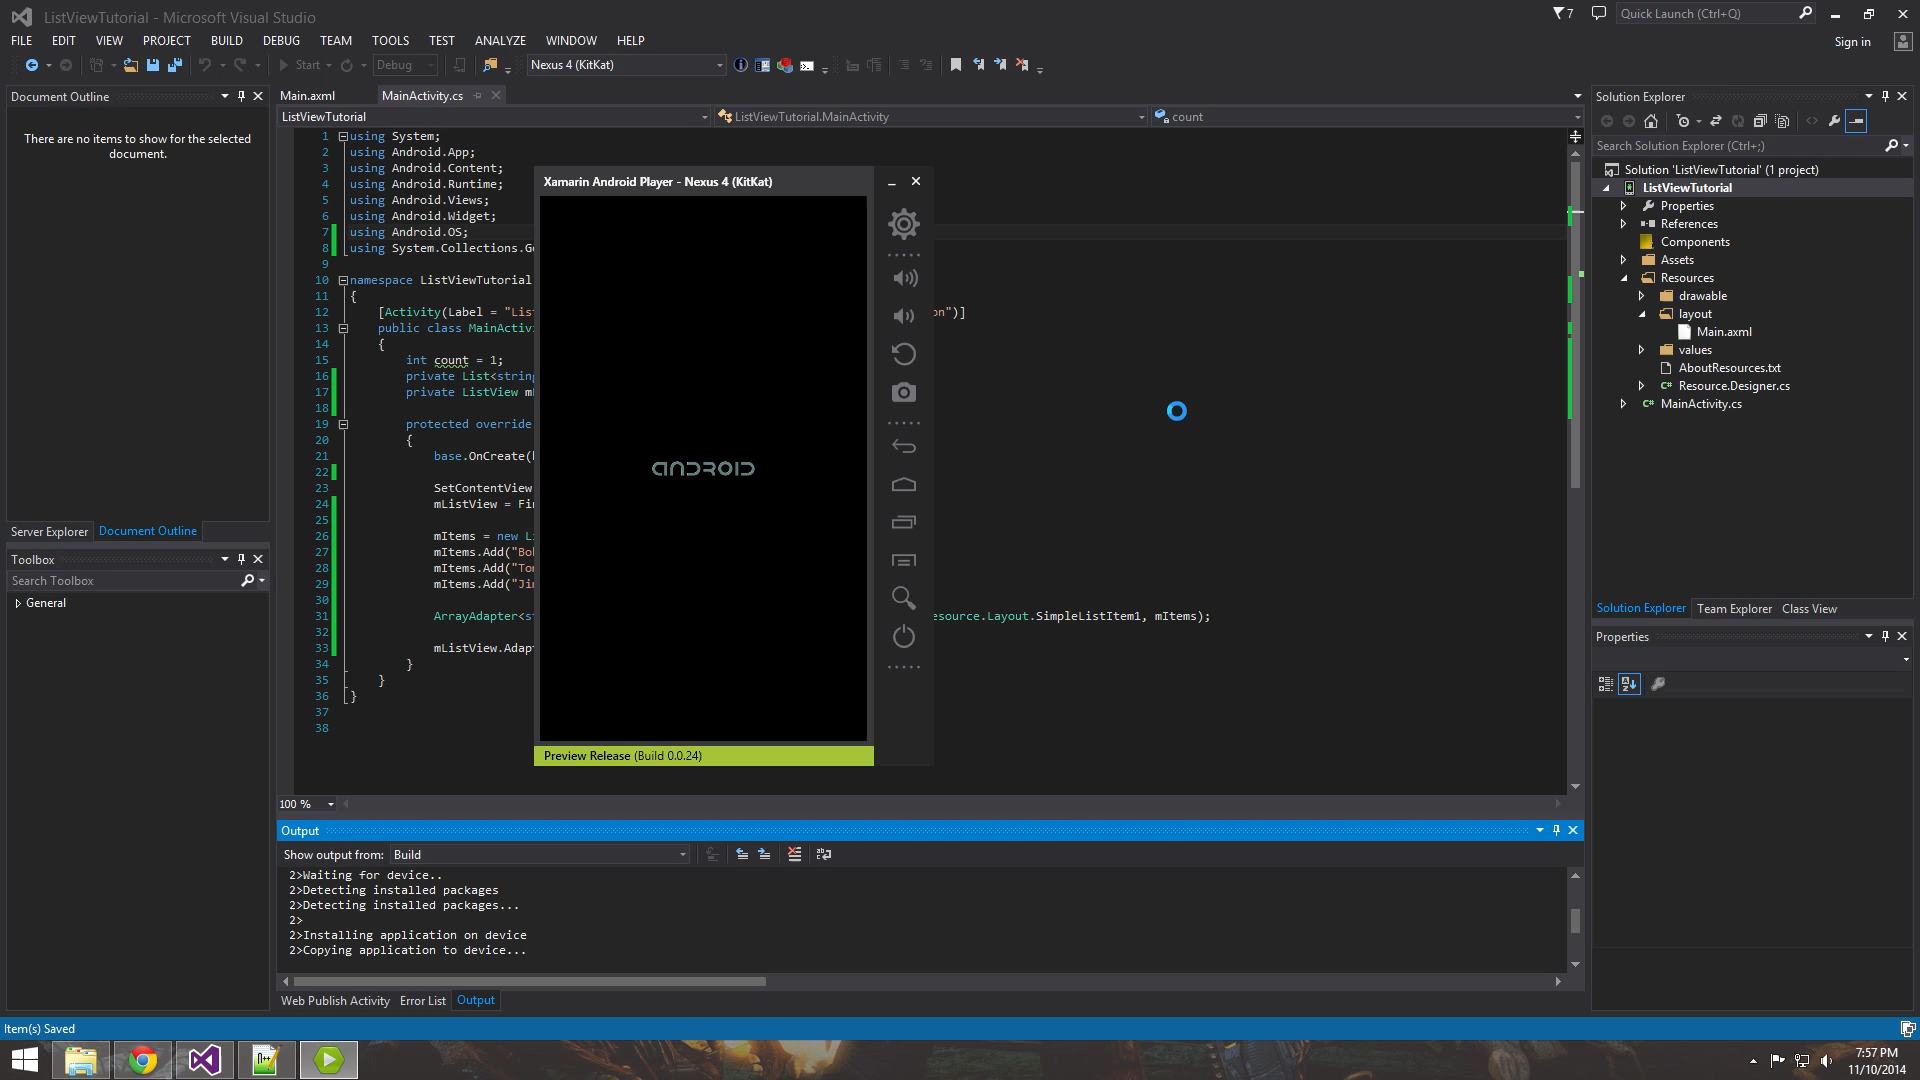 ListViewTutorial - Microsoft Visual Studio
7
Quick Launch (Ctrl+Q)
FILE EDIT VIEW PROJECT BUILD DEBUG TEAM TOOLS TEST ANALYZE WINDOW HELP
Sign in
Start Debug Nexus 4 (KitKat)
Document Outline
There are no items to show for the selected
document.
Server Explorer Document Outline
Toolbox
Search Toolbox
General
Main.axml MainActivity.cs
ListViewTutorial ListViewTutorial.MainActivity count
1 using System;
2 using Android.App;
3 using Android.Content;
4 using Android.Runtime;
5 using Android.Views;
6 using Android.Widget;
7 using Android.OS;
8 using System.Collections.Ge
9
10 namespace ListViewTutorial
11 {
12 [Activity(Label = "Lis on")]
13 public class MainActivi
14 {
15 int count = 1;
16 private List<string
17 private ListView m
18
19 protected override
20 {
21 base.OnCreate(
22
23 SetContentView
24 mListView = Fin
25
26 mItems = new Li
27 mItems.Add("Bo
28 mItems.Add("To
29 mItems.Add("Ji
30
31 ArrayAdapter<s esource.Layout.SimpleListItem1, mItems);
32
33 mListView.Adap
34 }
35 }
36 }
37
38
100 %
Xamarin Android Player - Nexus 4 (KitKat)
ANDROID
Preview Release (Build 0.0.24)
Output
Show output from: Build
2>Waiting for device..
2>Detecting installed packages
2>Detecting installed packages...
2>
2>Installing application on device
2>Copying application to device...
Web Publish Activity Error List Output
Solution Explorer
Search Solution Explorer (Ctrl+;)
Solution 'ListViewTutorial' (1 project)
ListViewTutorial
Properties
References
Components
Assets
Resources
drawable
layout
Main.axml
values
AboutResources.txt
Resource.Designer.cs
MainActivity.cs
Solution Explorer Team Explorer Class View
Properties
Item(s) Saved
7:57 PM
11/10/2014